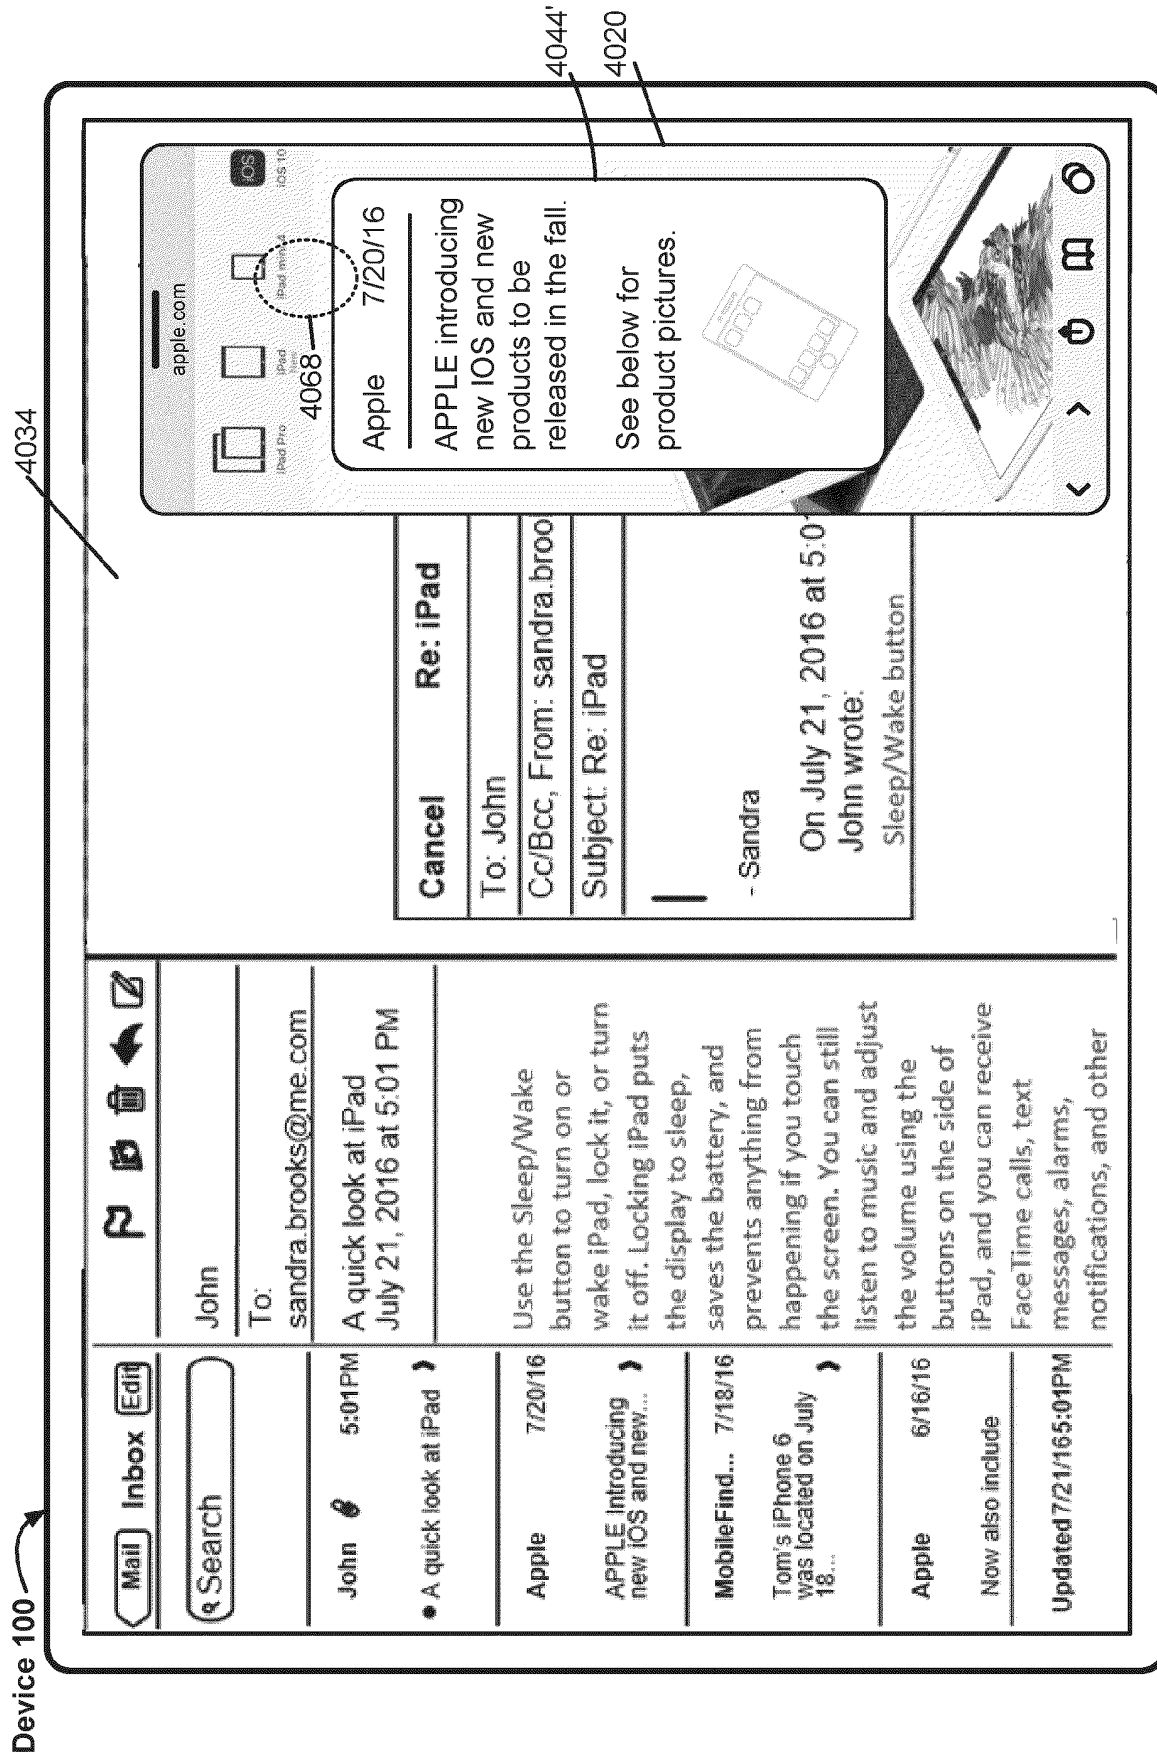 Device 100
4034
4044'
4020
4068
Mail
Inbox
Edit
Search
John 5:01PM
● A quick look at iPad
Apple 7/20/16
APPLE Introducing
new iOS and new...
MobileFind... 7/18/16
Tom's iPhone 6
was located on July
18...
Apple 6/16/16
Now also include
Updated 7/21/16 5:01PM
John
To:
sandra.brooks@me.com
A quick look at iPad
July 21, 2016 at 5:01 PM
Use the Sleep/Wake
button to turn on or
wake iPad, lock it, or turn
it off. Locking iPad puts
the display to sleep,
saves the battery, and
prevents anything from
happening if you touch
the screen. You can still
listen to music and adjust
the volume using the
buttons on the side of
iPad, and you can receive
FaceTime calls, text
messages, alarms,
notifications, and other
Cancel Re: iPad
To: John
Cc/Bcc, From: sandra.broo
Subject: Re: iPad
- Sandra
On July 21, 2016 at 5:0
John wrote:
Sleep/Wake button
apple.com
iPad Pro
iPad
iPad mini 4
iOS
iOS 10
Apple 7/20/16
APPLE introducing
new IOS and new
products to be
released in the fall.
See below for
product pictures.